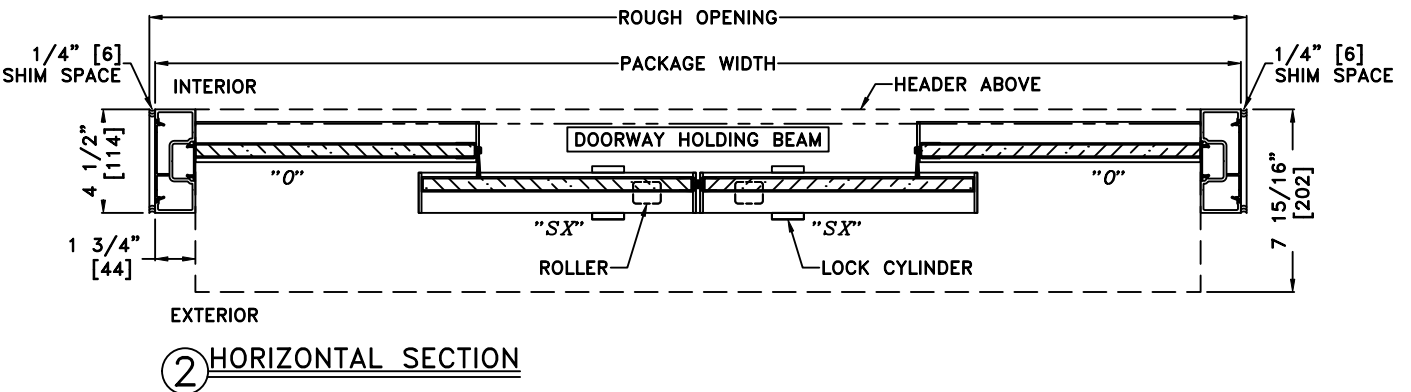 ROUGH OPENING
1/4" [6]
SHIM SPACE
PACKAGE WIDTH
1/4" [6]
SHIM SPACE
INTERIOR
HEADER ABOVE
4 1/2"
[114]
DOORWAY HOLDING BEAM
"O"
"O"
7 15/16"
[202]
1 3/4"
[44]
"SX"
"SX"
ROLLER
LOCK CYLINDER
EXTERIOR
2 HORIZONTAL SECTION